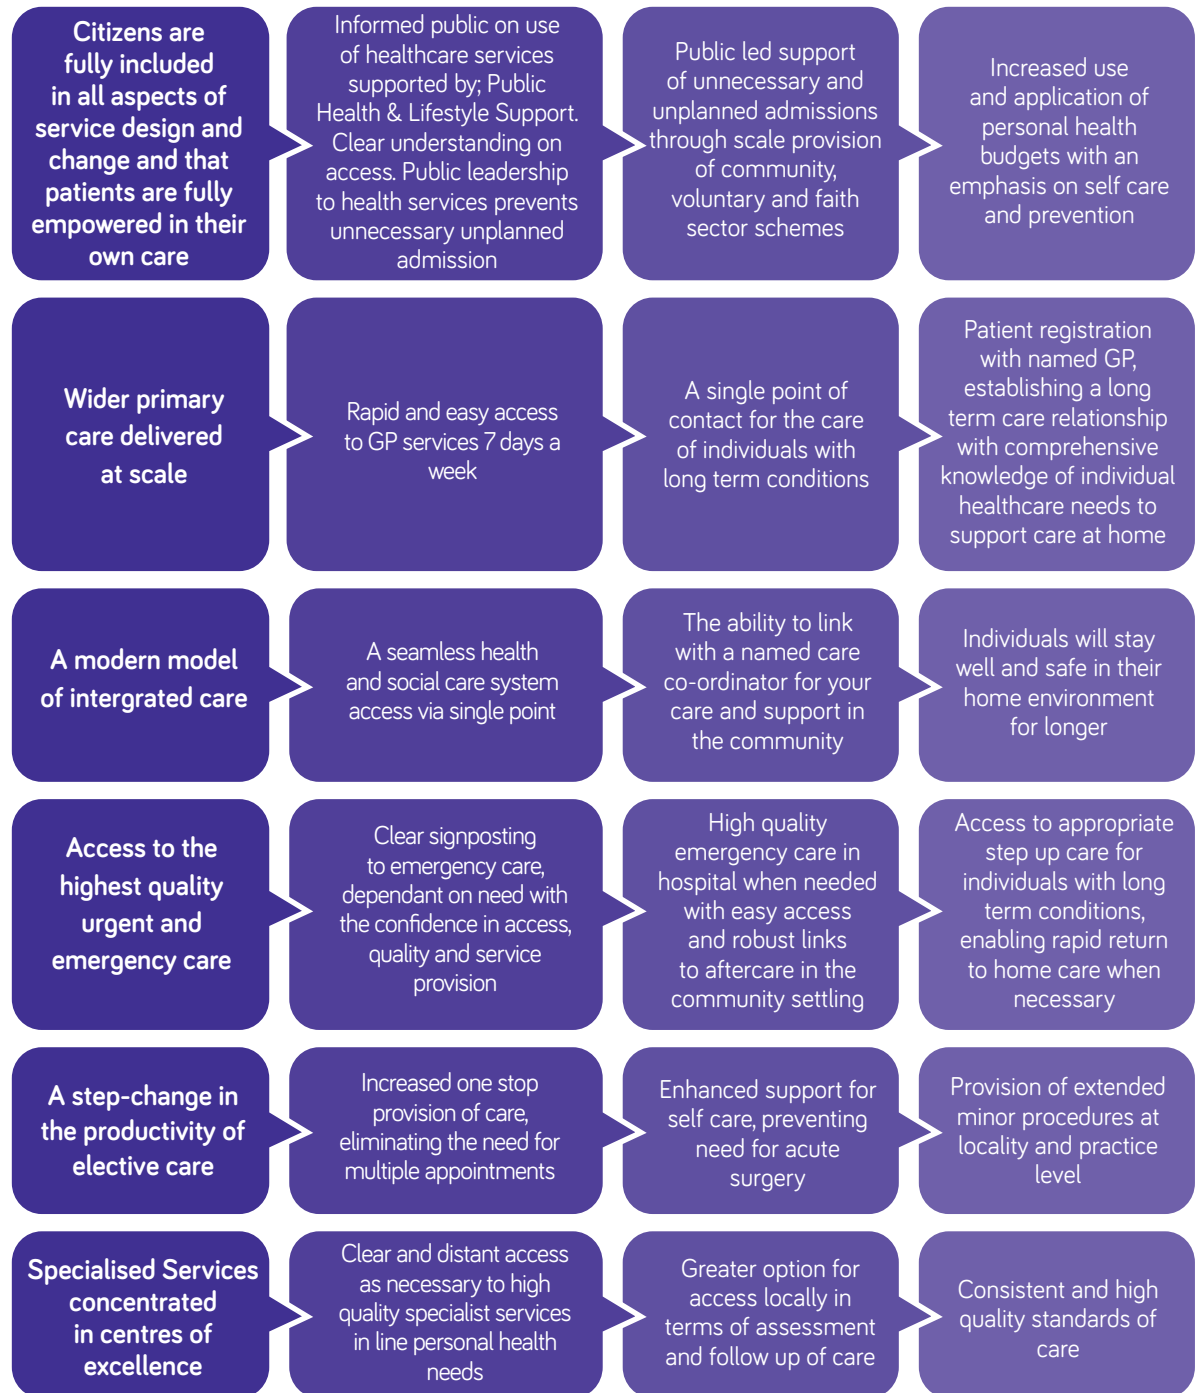 Citizens are
fully included
in all aspects of
service design and
change and that
patients are fully
empowered in their
own care
Informed public on use
of healthcare services
supported by; Public
Health & Lifestyle Support.
Clear understanding on
access. Public leadership
to health services prevents
unnecessary unplanned
admission
Public led support
of unnecessary and
unplanned admissions
through scale provision
of community,
voluntary and faith
sector schemes
Increased use
and application of
personal health
budgets with an
emphasis on self care
and prevention
Wider primary
care delivered
at scale
Rapid and easy access
to GP services 7 days a
week
A single point of
contact for the care
of individuals with
long term conditions
Patient registration
with named GP,
establishing a long
term care relationship
with comprehensive
knowledge of individual
healthcare needs to
support care at home
A modern model
of intergrated care
A seamless health
and social care system
access via single point
The ability to link
with a named care
co-ordinator for your
care and support in
the community
Individuals will stay
well and safe in their
home environment
for longer
Access to the
highest quality
urgent and
emergency care
Clear signposting
to emergency care,
dependant on need with
the confidence in access,
quality and service
provision
High quality
emergency care in
hospital when needed
with easy access
and robust links
to aftercare in the
community settling
Access to appropriate
step up care for
individuals with long
term conditions,
enabling rapid return
to home care when
necessary
A step-change in
the productivity of
elective care
Increased one stop
provision of care,
eliminating the need for
multiple appointments
Enhanced support for
self care, preventing
need for acute
surgery
Provision of extended
minor procedures at
locality and practice
level
Specialised Services
concentrated
in centres of
excellence
Clear and distant access
as necessary to high
quality specialist services
in line personal health
needs
Greater option for
access locally in
terms of assessment
and follow up of care
Consistent and high
quality standards of
care